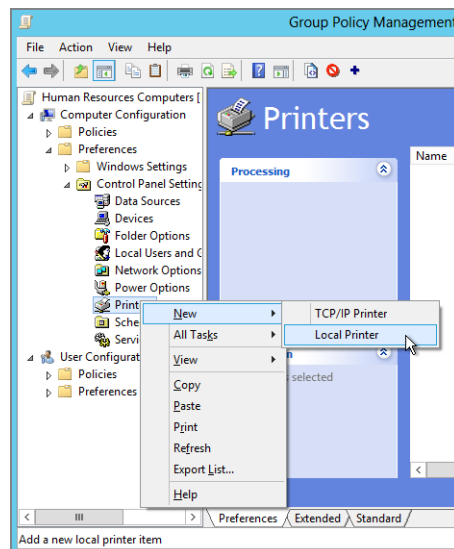 Group Policy Management
File Action View Help
Human Resources Computers [
Computer Configuration
Policies
Preferences
Windows Settings
Control Panel Setting
Data Sources
Devices
Folder Options
Local Users and G
Network Options
Power Options
Print
Sche
Servi
User Configurat
Policies
Preferences
Printers
Processing
Name
New
All Tasks
View
Copy
Paste
Print
Refresh
Export List...
Help
TCP/IP Printer
Local Printer
n
selected
Preferences Extended Standard
Add a new local printer item